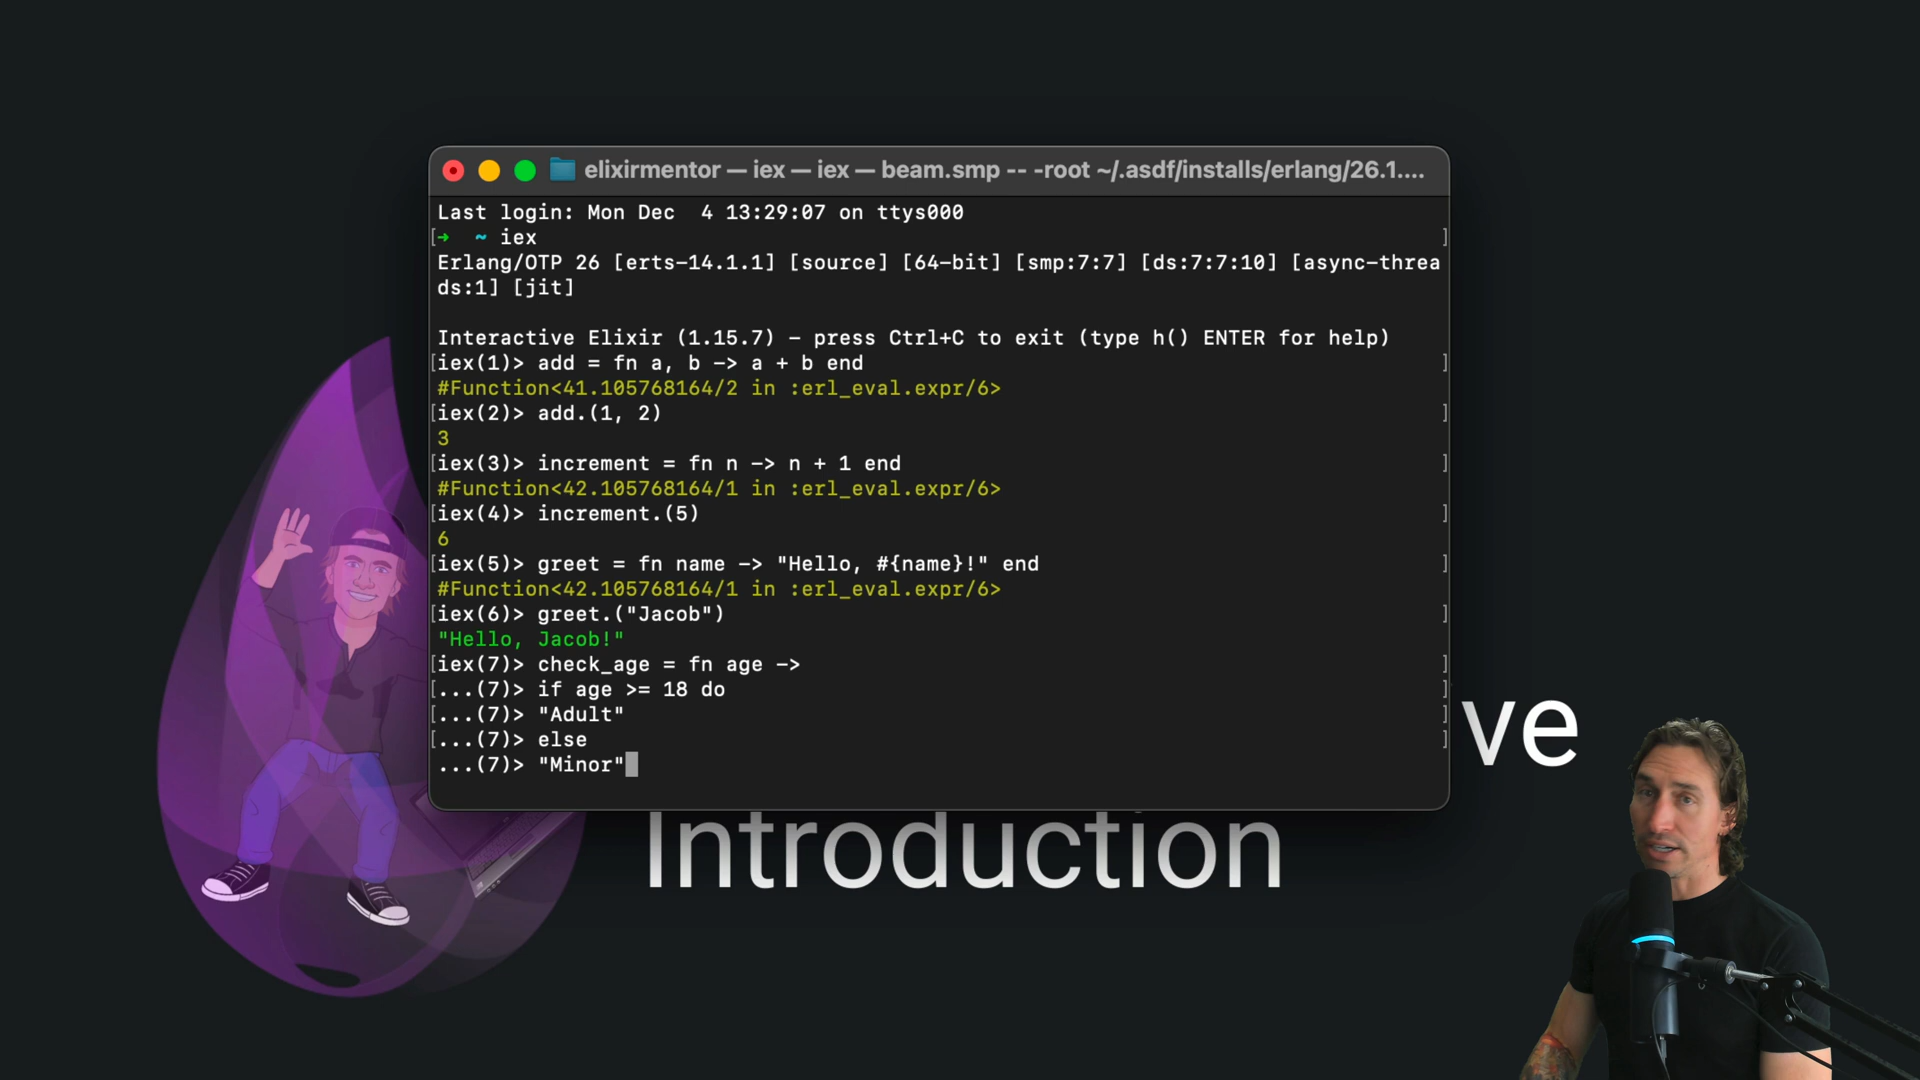 elixirmentor — iex — iex — beam.smp -- -root ~/.asdf/installs/erlang/26.1....
Last login: Mon Dec  4 13:29:07 on ttys000
[➜  ~ iex ]
Erlang/OTP 26 [erts-14.1.1] [source] [64-bit] [smp:7:7] [ds:7:7:10] [async-threa
ds:1] [jit]
Interactive Elixir (1.15.7) - press Ctrl+C to exit (type h() ENTER for help)
[iex(1)> add = fn a, b -> a + b end ]
#Function<41.105768164/2 in :erl_eval.expr/6>
[iex(2)> add.(1, 2) ]
3
[iex(3)> increment = fn n -> n + 1 end ]
#Function<42.105768164/1 in :erl_eval.expr/6>
[iex(4)> increment.(5) ]
6
[iex(5)> greet = fn name -> "Hello, #{name}!" end ]
#Function<42.105768164/1 in :erl_eval.expr/6>
[iex(6)> greet.("Jacob") ]
"Hello, Jacob!"
[iex(7)> check_age = fn age -> ]
[...(7)> if age >= 18 do ]
[...(7)> "Adult" ]
[...(7)> else ]
...(7)> "Minor"
ve
Introduction